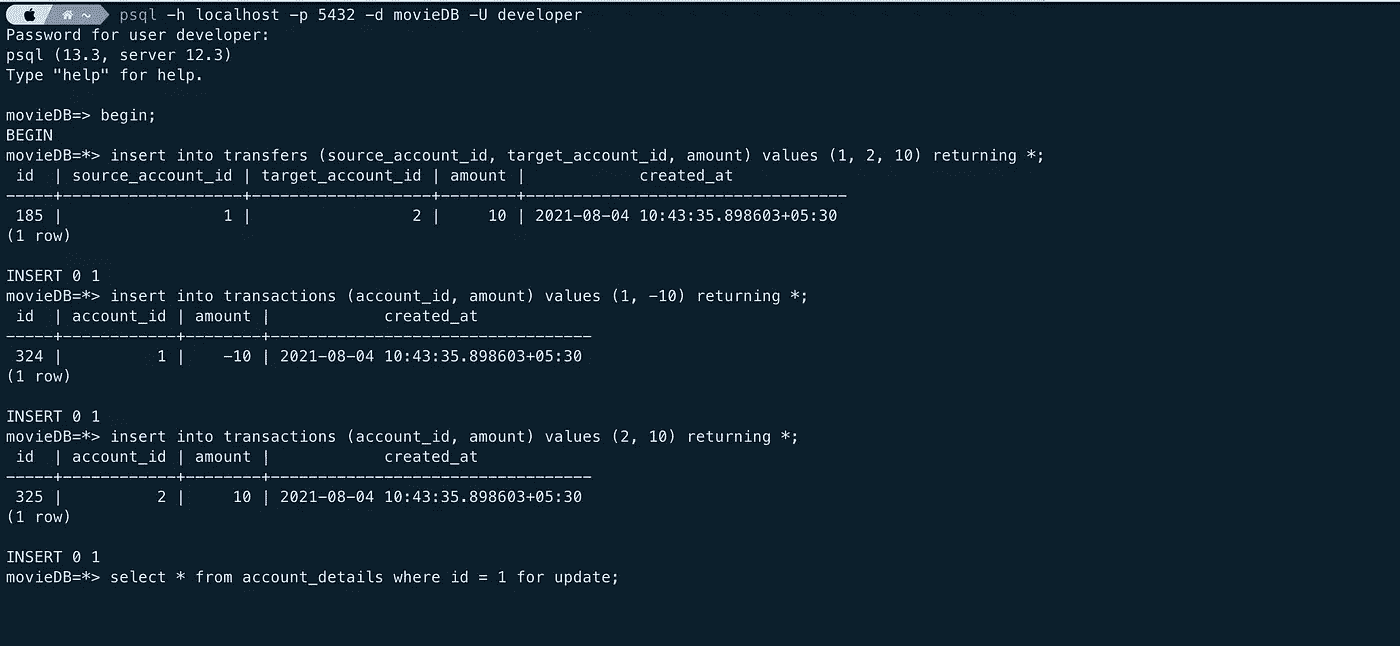 ~ psql -h localhost -p 5432 -d movieDB -U developer
Password for user developer:
psql (13.3, server 12.3)
Type "help" for help.

movieDB=> begin;
BEGIN
movieDB=*> insert into transfers (source_account_id, target_account_id, amount) values (1, 2, 10) returning *;
 id  | source_account_id | target_account_id | amount |            created_at
-----+-------------------+-------------------+--------+----------------------------------
 185 |                 1 |                 2 |     10 | 2021-08-04 10:43:35.898603+05:30
(1 row)

INSERT 0 1
movieDB=*> insert into transactions (account_id, amount) values (1, -10) returning *;
 id  | account_id | amount |            created_at
-----+------------+--------+----------------------------------
 324 |          1 |    -10 | 2021-08-04 10:43:35.898603+05:30
(1 row)

INSERT 0 1
movieDB=*> insert into transactions (account_id, amount) values (2, 10) returning *;
 id  | account_id | amount |            created_at
-----+------------+--------+----------------------------------
 325 |          2 |     10 | 2021-08-04 10:43:35.898603+05:30
(1 row)

INSERT 0 1
movieDB=*> select * from account_details where id = 1 for update;